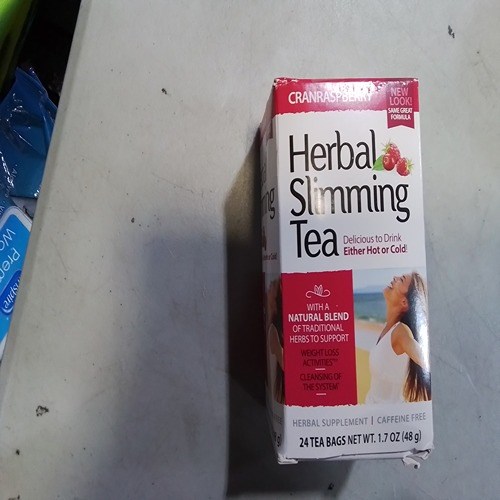 CRANRASPBERRY
NEW
LOOK!
SAME GREAT
FORMULA
Herbal
Slimming
Tea
Delicious to Drink
Either Hot or Cold!
WITH A
NATURAL BLEND
OF TRADITIONAL
HERBS TO SUPPORT
WEIGHT LOSS
ACTIVITIES
CLEANSING OF
THE SYSTEM
HERBAL SUPPLEMENT | CAFFEINE FREE
24 TEA BAGS NET WT. 1.7 OZ (48 g)